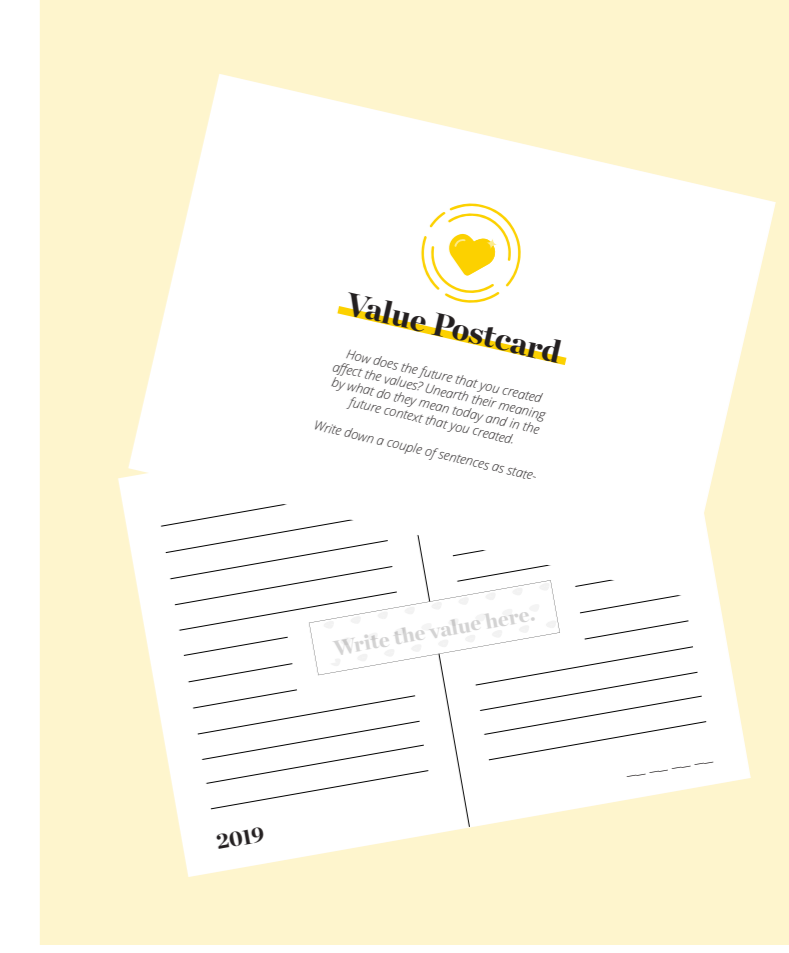 Value Postcard
How does the future that you created
affect the values? Unearth their meaning
by what do they mean today and in the
future context that you created.
Write down a couple of sentences as state-
Write the value here.
2019